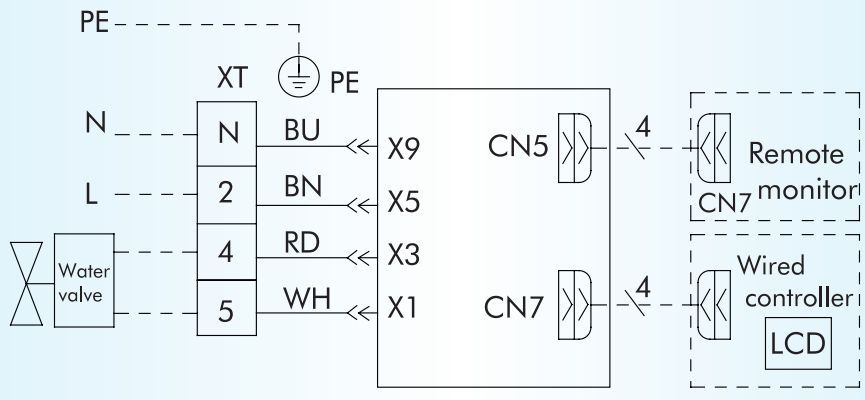 PE
XT
PE
N
N
BU
X9
CN5
4
Remote
monitor
CN7
L
2
BN
X5
Water
valve
4
RD
X3
5
WH
X1
CN7
4
Wired
controller
LCD